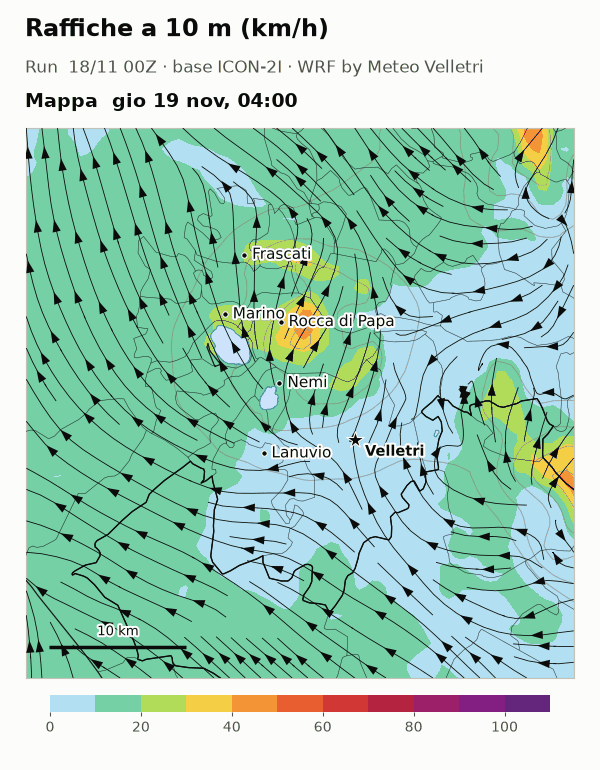 Raffiche a 10 m (km/h)
Run  18/11 00Z · base ICON-2I · WRF by Meteo Velletri
Mappa  gio 19 nov, 04:00
Frascati
Marino
Rocca di Papa
Nemi
Velletri
Lanuvio
10 km
0 20 40 60 80 100